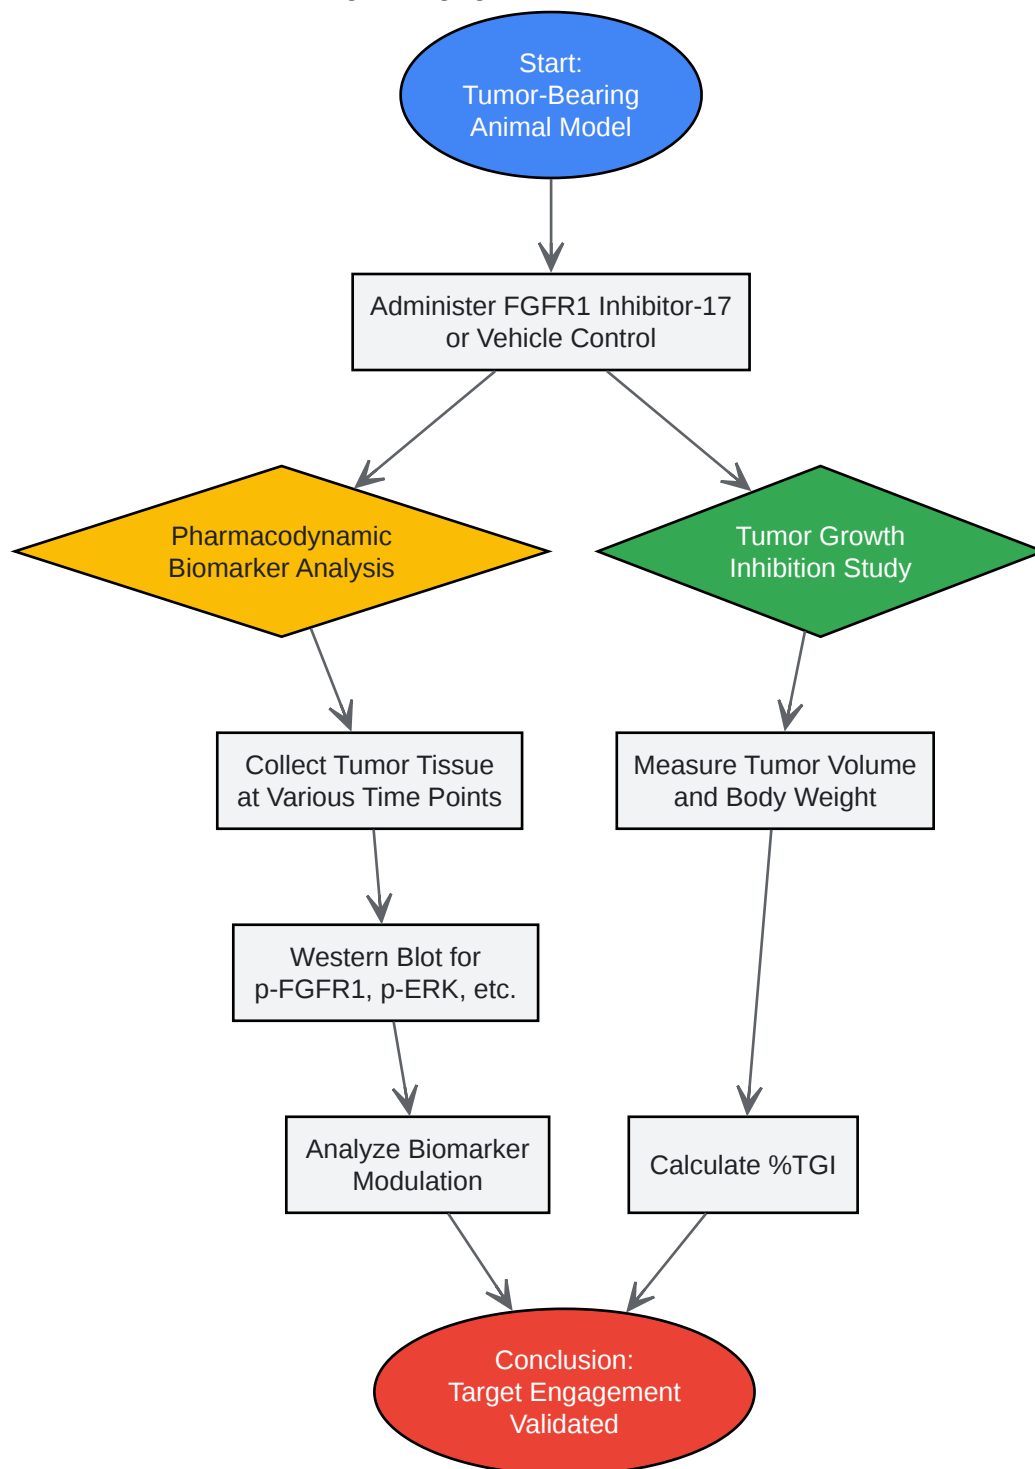 Start:
Tumor-Bearing
Animal Model
Administer FGFR1 Inhibitor-17
or Vehicle Control
Pharmacodynamic
Biomarker Analysis
Tumor Growth
Inhibition Study
Collect Tumor Tissue
at Various Time Points
Measure Tumor Volume
and Body Weight
Western Blot for
p-FGFR1, p-ERK, etc.
Analyze Biomarker
Modulation
Calculate %TGI
Conclusion:
Target Engagement
Validated